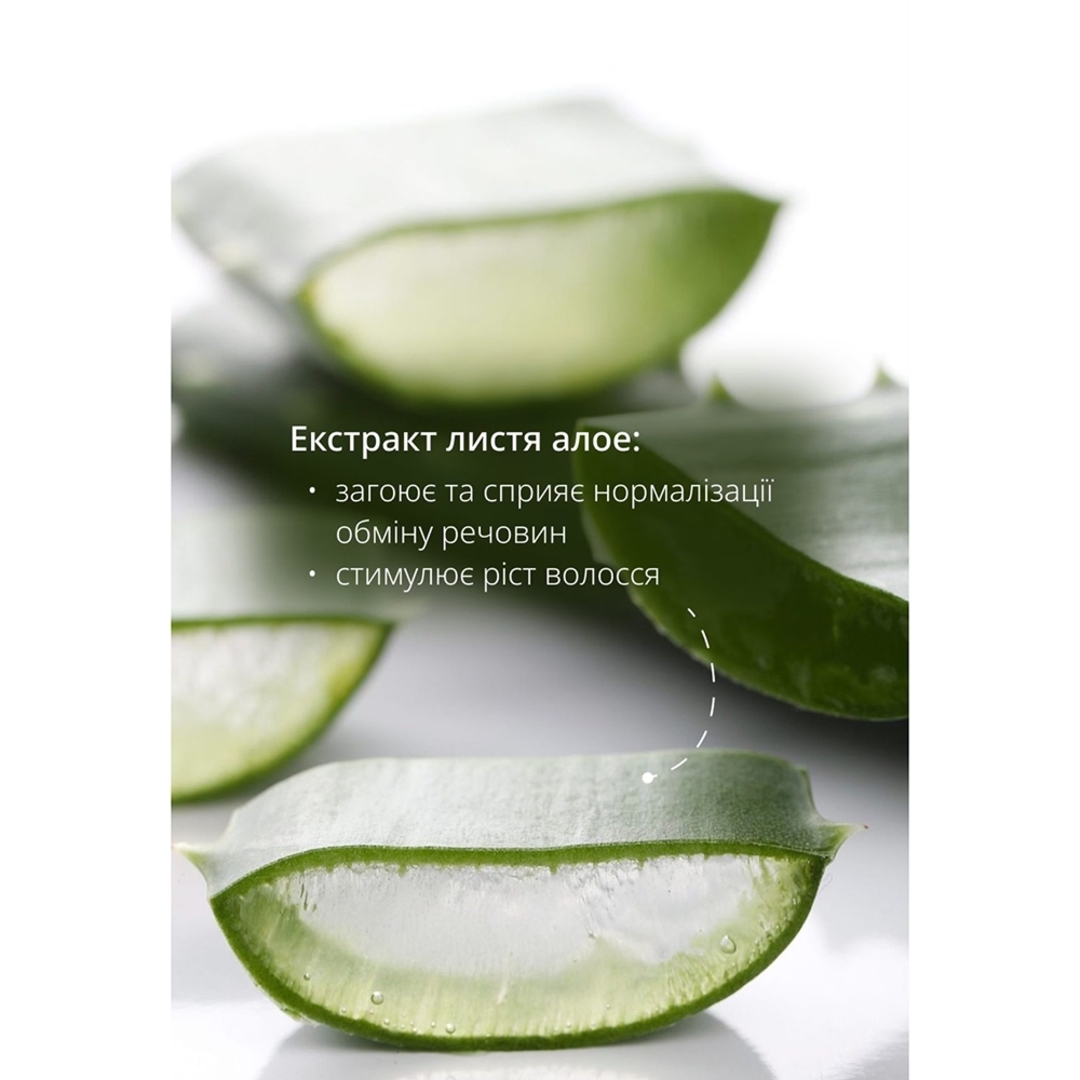 Екстракт листя алое:
• загоює та сприяє нормалізації
обміну речовин
• стимулює ріст волосся